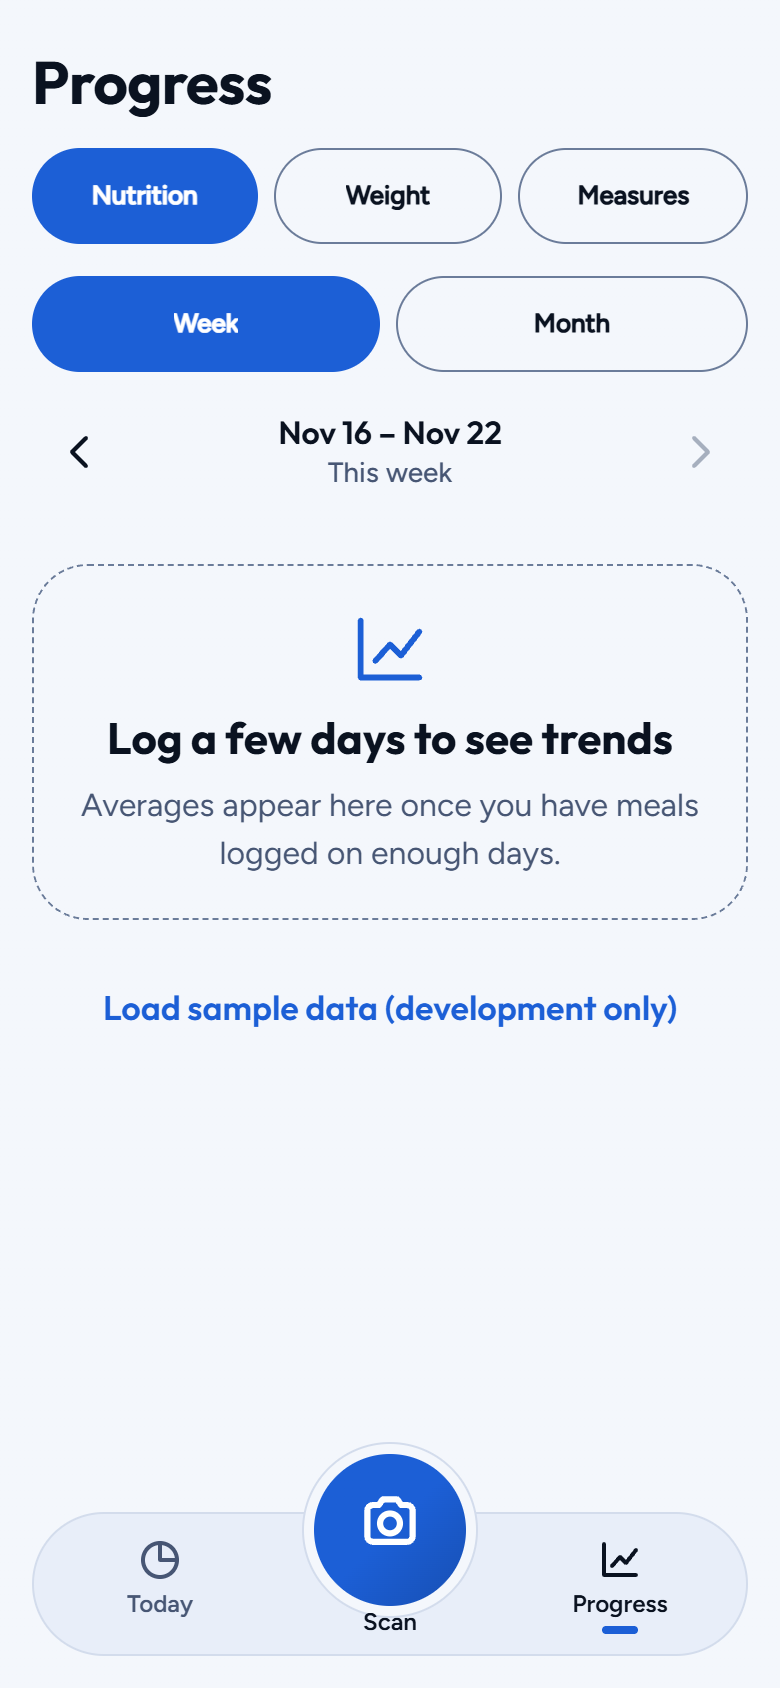 Progress
Nutrition
Weight
Measures
Week
Month
Nov 16 – Nov 22
This week
Log a few days to see trends
Averages appear here once you have meals
logged on enough days.
Load sample data (development only)
Today
Scan
Progress